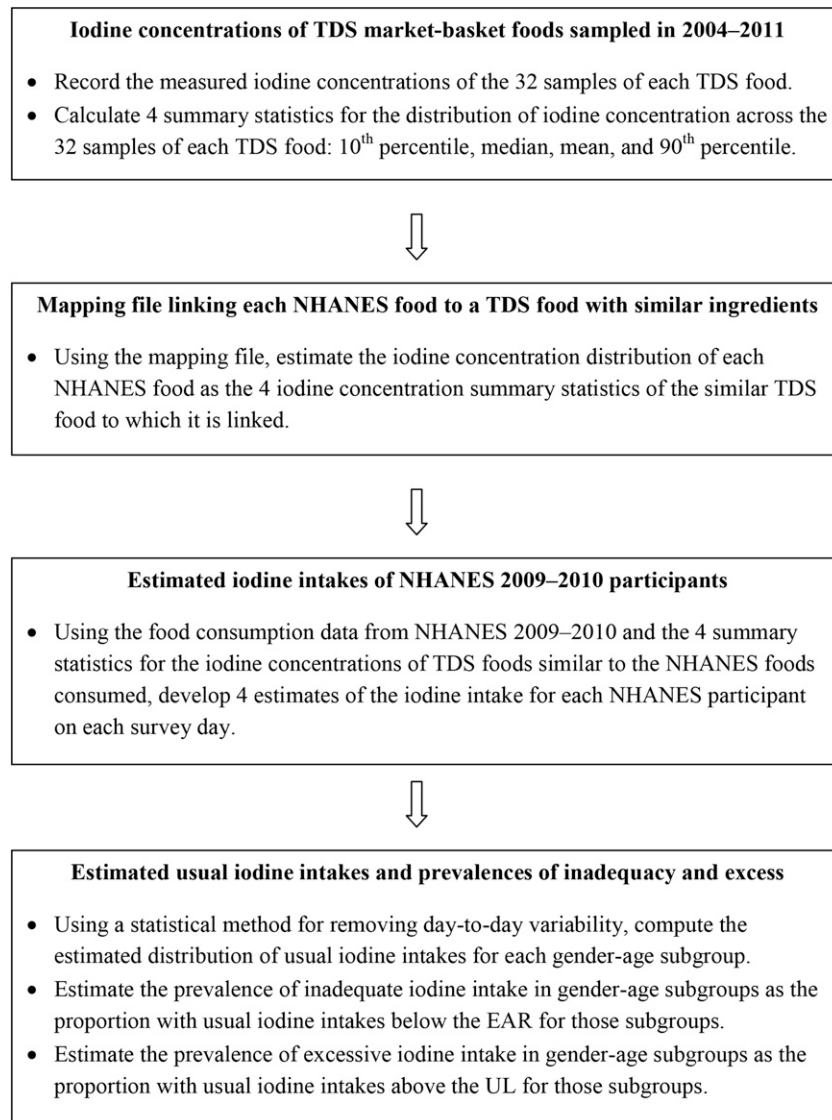 Iodine concentrations of TDS market-basket foods sampled in 2004–2011
• Record the measured iodine concentrations of the 32 samples of each TDS food.
• Calculate 4 summary statistics for the distribution of iodine concentration across the
32 samples of each TDS food: 10th percentile, median, mean, and 90th percentile.
Mapping file linking each NHANES food to a TDS food with similar ingredients
• Using the mapping file, estimate the iodine concentration distribution of each
NHANES food as the 4 iodine concentration summary statistics of the similar TDS
food to which it is linked.
Estimated iodine intakes of NHANES 2009–2010 participants
• Using the food consumption data from NHANES 2009–2010 and the 4 summary
statistics for the iodine concentrations of TDS foods similar to the NHANES foods
consumed, develop 4 estimates of the iodine intake for each NHANES participant
on each survey day.
Estimated usual iodine intakes and prevalences of inadequacy and excess
• Using a statistical method for removing day-to-day variability, compute the
estimated distribution of usual iodine intakes for each gender-age subgroup.
• Estimate the prevalence of inadequate iodine intake in gender-age subgroups as the
proportion with usual iodine intakes below the EAR for those subgroups.
• Estimate the prevalence of excessive iodine intake in gender-age subgroups as the
proportion with usual iodine intakes above the UL for those subgroups.